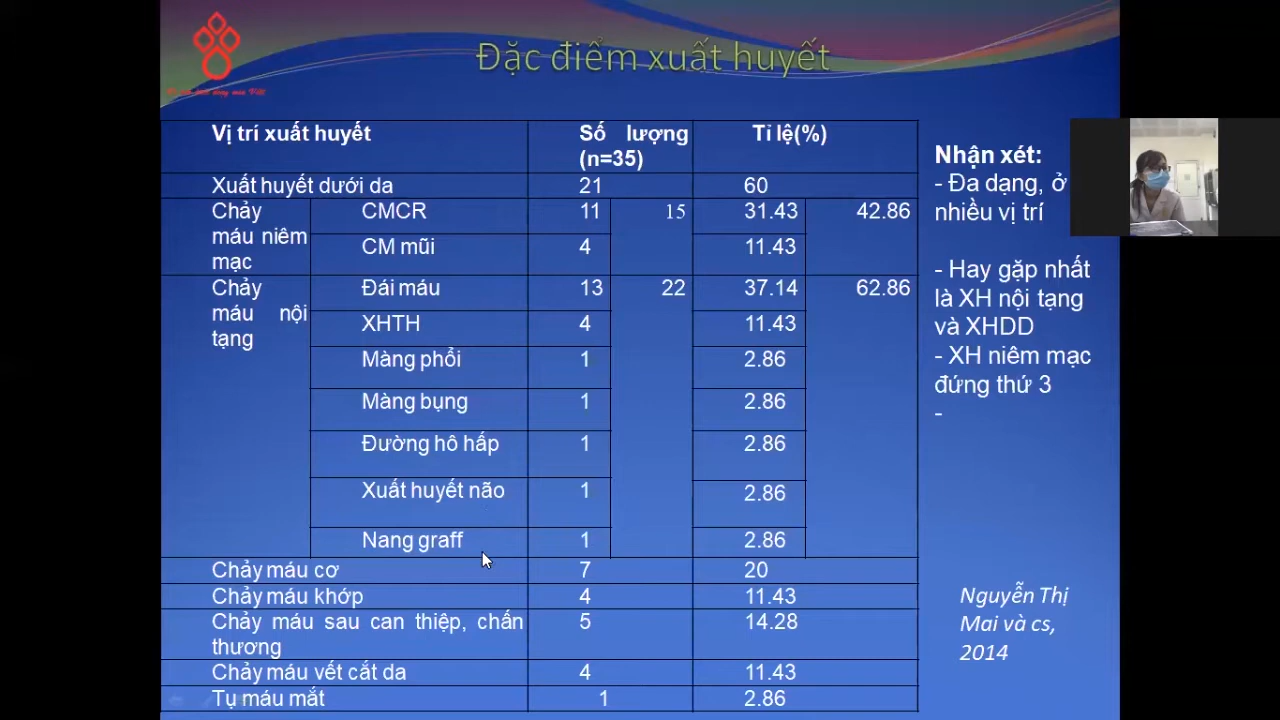 Đặc điểm xuất huyết
Vị trí xuất huyết Số lượng (n=35) Tỉ lệ(%)
Xuất huyết dưới da 21 60
Chảy máu niêm mạc CMCR 11 15 31.43 42.86
CM mũi 4 11.43
Chảy máu nội tạng Đái máu 13 22 37.14 62.86
XHTH 4 11.43
Màng phổi 1 2.86
Màng bụng 1 2.86
Đường hô hấp 1 2.86
Xuất huyết não 1 2.86
Nang graff 1 2.86
Chảy máu cơ 7 20
Chảy máu khớp 4 11.43
Chảy máu sau can thiệp, chấn thương 5 14.28
Chảy máu vết cắt da 4 11.43
Tụ máu mắt 1 2.86
Nhận xét:
- Đa dạng, ở
nhiều vị trí
- Hay gặp nhất
là XH nội tạng
và XHDD
- XH niêm mạc
đứng thứ 3
-
Nguyễn Thị
Mai và cs,
2014